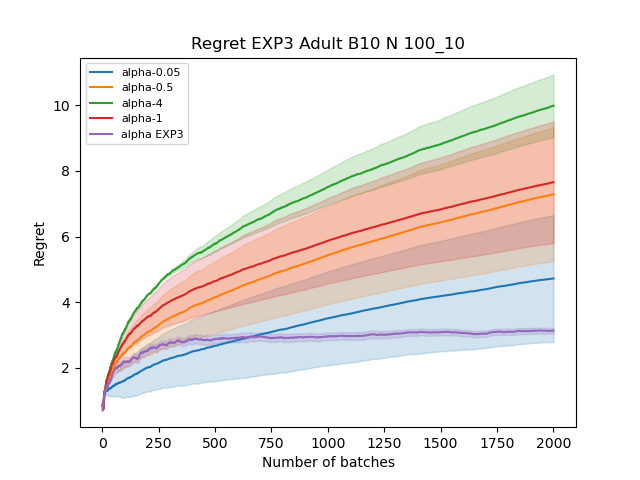 Regret EXP3 Adult B10 N 100_10
alpha-0.05
alpha-0.5
alpha-4
alpha-1
alpha EXP3
10
8
6
4
2
Regret
0 250 500 750 1000 1250 1500 1750 2000
Number of batches